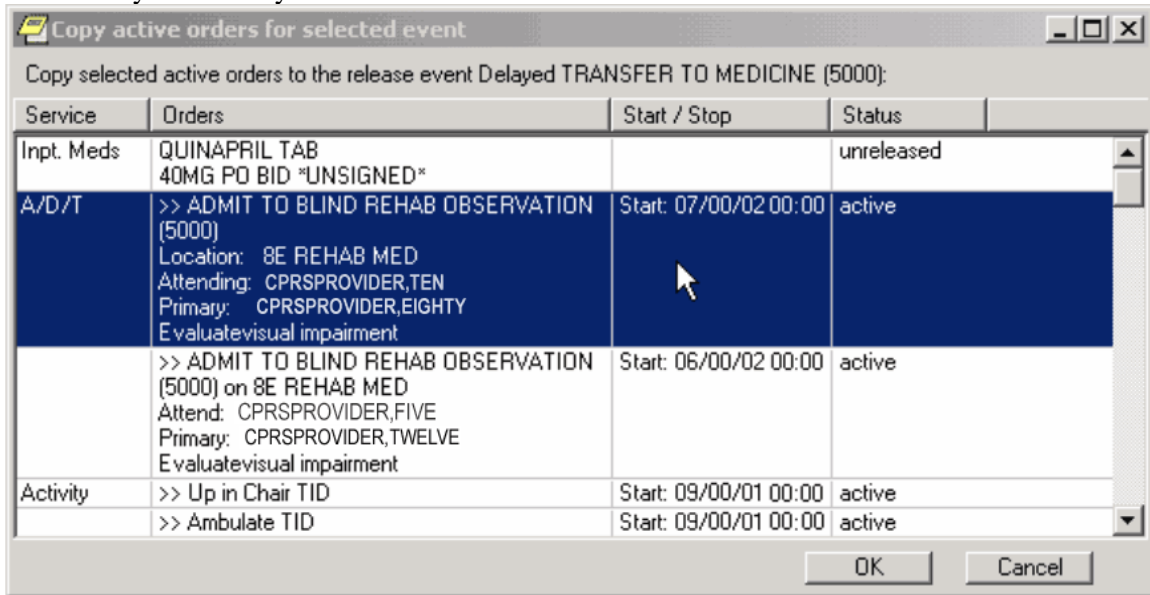 Copy active orders for selected event
Copy selected active orders to the release event Delayed TRANSFER TO MEDICINE (5000):
Service Orders Start / Stop Status
Inpt. Meds QUINAPRIL TAB unreleased
40MG PO BID *UNSIGNED*
A/D/T >> ADMIT TO BLIND REHAB OBSERVATION Start: 07/00/02 00:00 active
(5000)
Location: 8E REHAB MED
Attending: CPRSPROVIDER,TEN
Primary: CPRSPROVIDER,EIGHTY
Evaluatevisual impairment
>> ADMIT TO BLIND REHAB OBSERVATION Start: 06/00/02 00:00 active
(5000) on 8E REHAB MED
Attend: CPRSPROVIDER,FIVE
Primary: CPRSPROVIDER,TWELVE
Evaluatevisual impairment
Activity >> Up in Chair TID Start: 09/00/01 00:00 active
>> Ambulate TID Start: 09/00/01 00:00 active
OK Cancel